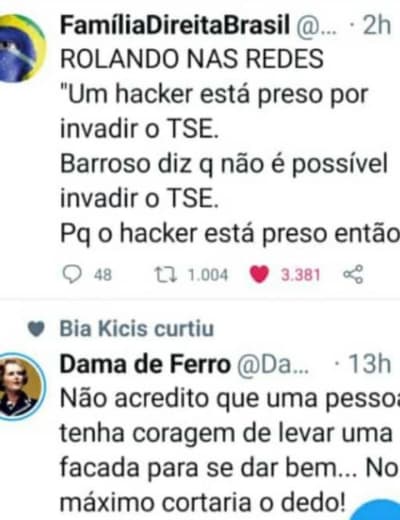 FamíliaDireitaBrasil @... · 2h
ROLANDO NAS REDES
"Um hacker está preso por
invadir o TSE.
Barroso diz q não é possível
invadir o TSE.
Pq o hacker está preso então
48 1.004 3.381
Bia Kicis curtiu
Dama de Ferro @Da... · 13h
Não acredito que uma pessoa
tenha coragem de levar uma
facada para se dar bem... No
máximo cortaria o dedo!